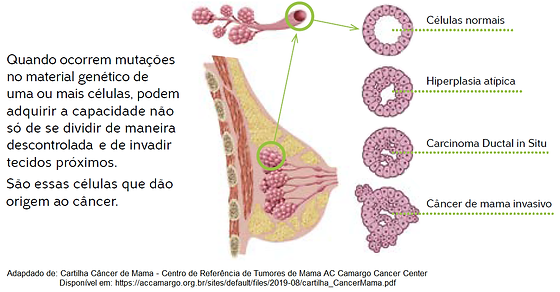 Células normais
Quando ocorrem mutações
no material genético de
uma ou mais células, podem
adquirir a capacidade não
só de se dividir de maneira
descontrolada e de invadir
tecidos próximos.
São essas células que dão
origem ao câncer.
Hiperplasia atípica
Carcinoma Ductal in Situ
Câncer de mama invasivo
Adapdado de: Cartilha Câncer de Mama - Centro de Referência de Tumores de Mama AC Camargo Cancer Center
Disponível em: https://accamargo.org.br/sites/default/files/2019-08/cartilha_CancerMama.pdf